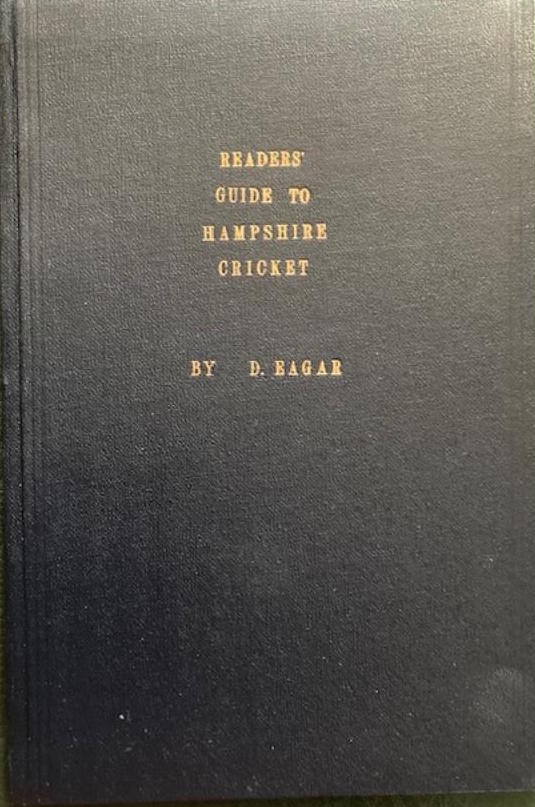 READERS'
GUIDE TO
HAMPSHIRE
CRICKET
BY D. EAGAR